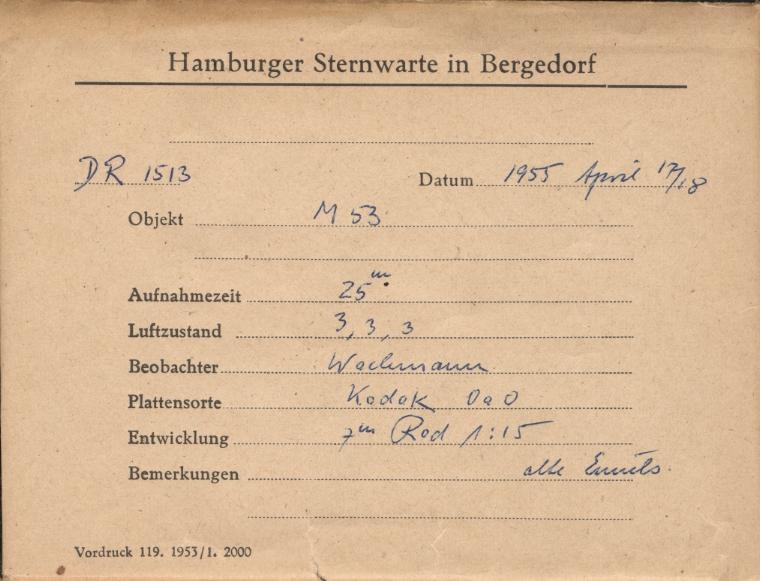 Hamburger Sternwarte in Bergedorf
DR 1513 Datum 1955 April 17/18
Objekt M 53
Aufnahmezeit 25m
Luftzustand 3, 3, 3
Beobachter Wachmann
Plattensorte Kodak OaO
Entwicklung 7m Rod 1:15
Bemerkungen alte Emuls.
Vordruck 119. 1953/1. 2000